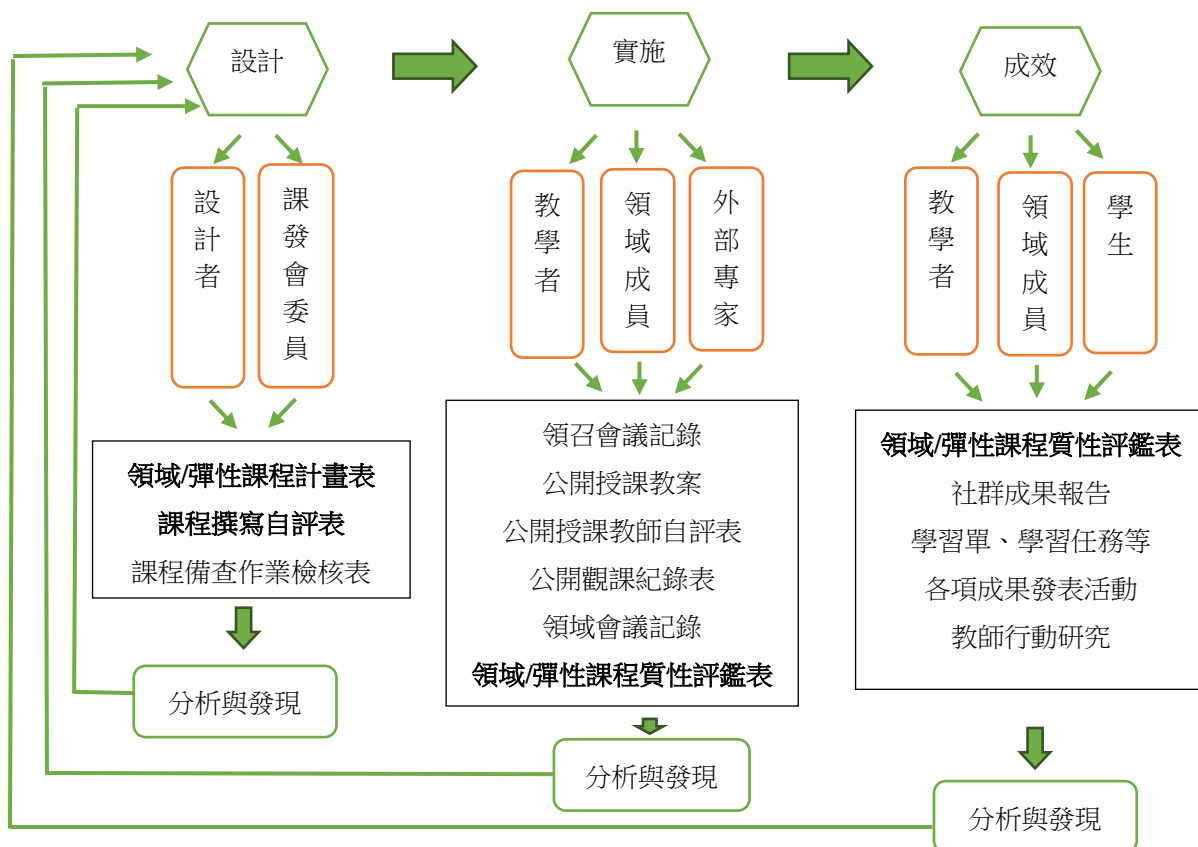 設計
實施
成效
設計者
課發會委員
教學者
領域成員
外部專家
教學者
領域成員
學生
領域/彈性課程計畫表
課程撰寫自評表
課程備查作業檢核表
領召會議記錄
公開授課教案
公開授課教師自評表
公開觀課紀錄表
領域會議記錄
領域/彈性課程質性評鑑表
領域/彈性課程質性評鑑表
社群成果報告
學習單、學習任務等
各項成果發表活動
教師行動研究
分析與發現
分析與發現
分析與發現